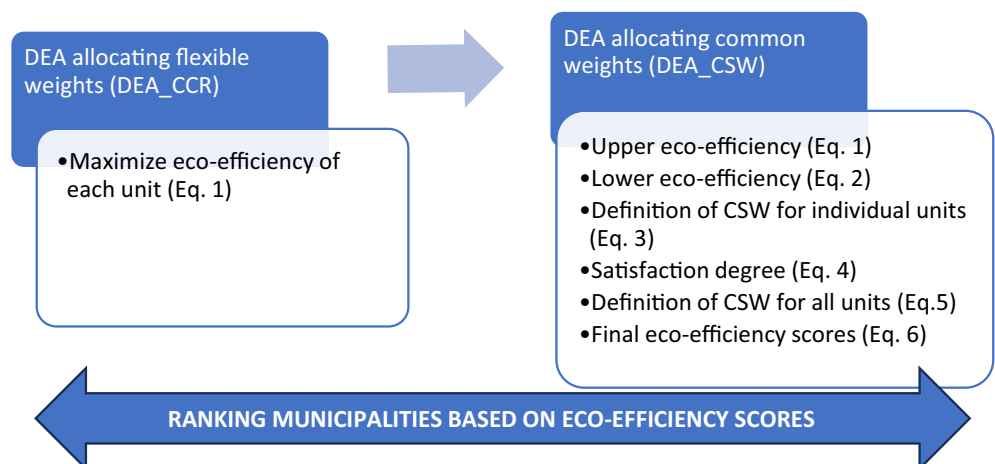 DEA allocating flexible
weights (DEA_CCR)
•Maximize eco-efficiency of
each unit (Eq. 1)
DEA allocating common
weights (DEA_CSW)
•Upper eco-efficiency (Eq. 1)
•Lower eco-efficiency (Eq. 2)
•Definition of CSW for individual units
(Eq. 3)
•Satisfaction degree (Eq. 4)
•Definition of CSW for all units (Eq.5)
•Final eco-efficiency scores (Eq. 6)
RANKING MUNICIPALITIES BASED ON ECO-EFFICIENCY SCORES